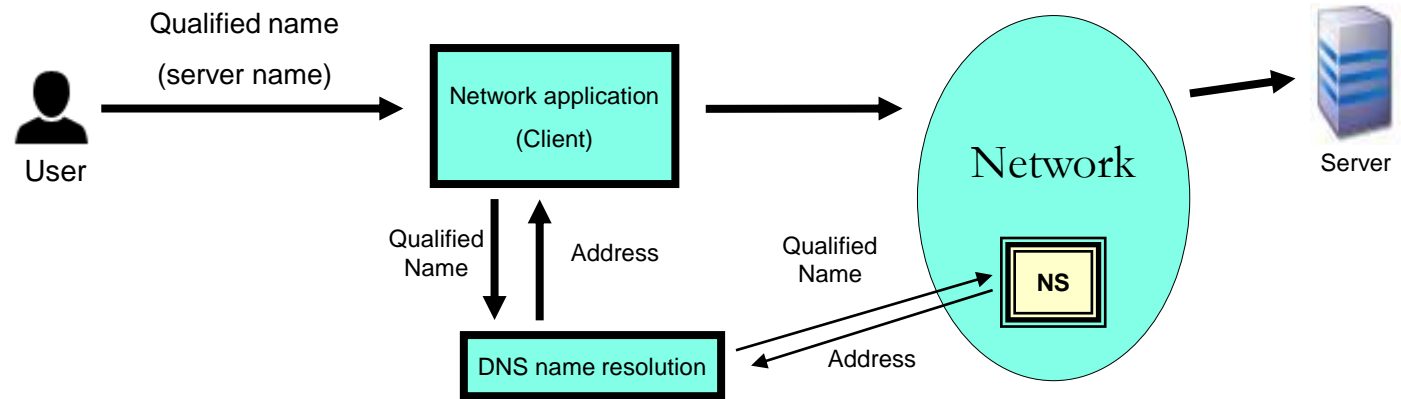 Qualified name
(server name)
User
Network application
(Client)
Network
Server
Qualified
Name
Address
Qualified
Name
NS
Address
DNS name resolution